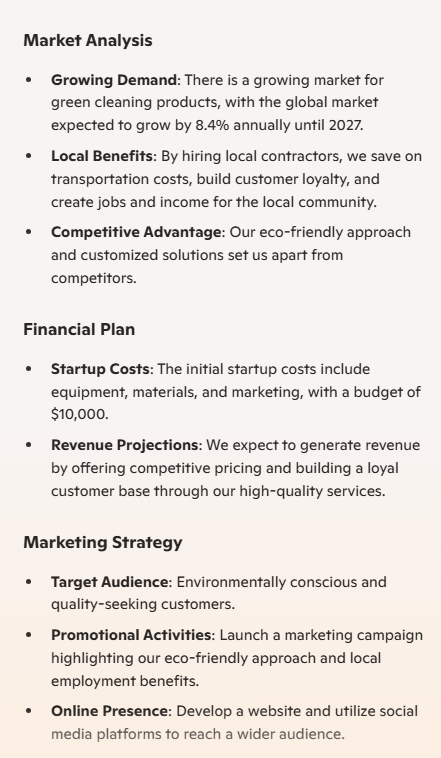 Market Analysis
• Growing Demand: There is a growing market for
green cleaning products, with the global market
expected to grow by 8.4% annually until 2027.
• Local Benefits: By hiring local contractors, we save on
transportation costs, build customer loyalty, and
create jobs and income for the local community.
• Competitive Advantage: Our eco-friendly approach
and customized solutions set us apart from
competitors.
Financial Plan
• Startup Costs: The initial startup costs include
equipment, materials, and marketing, with a budget of
$10,000.
• Revenue Projections: We expect to generate revenue
by offering competitive pricing and building a loyal
customer base through our high-quality services.
Marketing Strategy
• Target Audience: Environmentally conscious and
quality-seeking customers.
• Promotional Activities: Launch a marketing campaign
highlighting our eco-friendly approach and local
employment benefits.
• Online Presence: Develop a website and utilize social
media platforms to reach a wider audience.